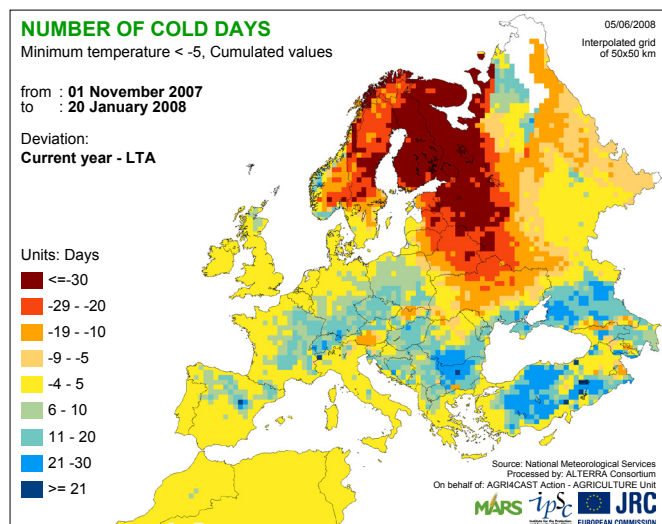 NUMBER OF COLD DAYS
Minimum temperature < -5, Cumulated values
05/06/2008
Interpolated grid
of 50x50 km
from : 01 November 2007
to : 20 January 2008
Deviation:
Current year - LTA
Units: Days
<=-30
-29 - -20
-19 - -10
-9 - -5
-4 - 5
6 - 10
11 - 20
21 -30
>= 21
Source: National Meteorological Services
Processed by: ALTERRA Consortium
On behalf of: AGRI4CAST Action - AGRICULTURE Unit
MARS
ipsc
JRC
EUROPEAN COMMISSION